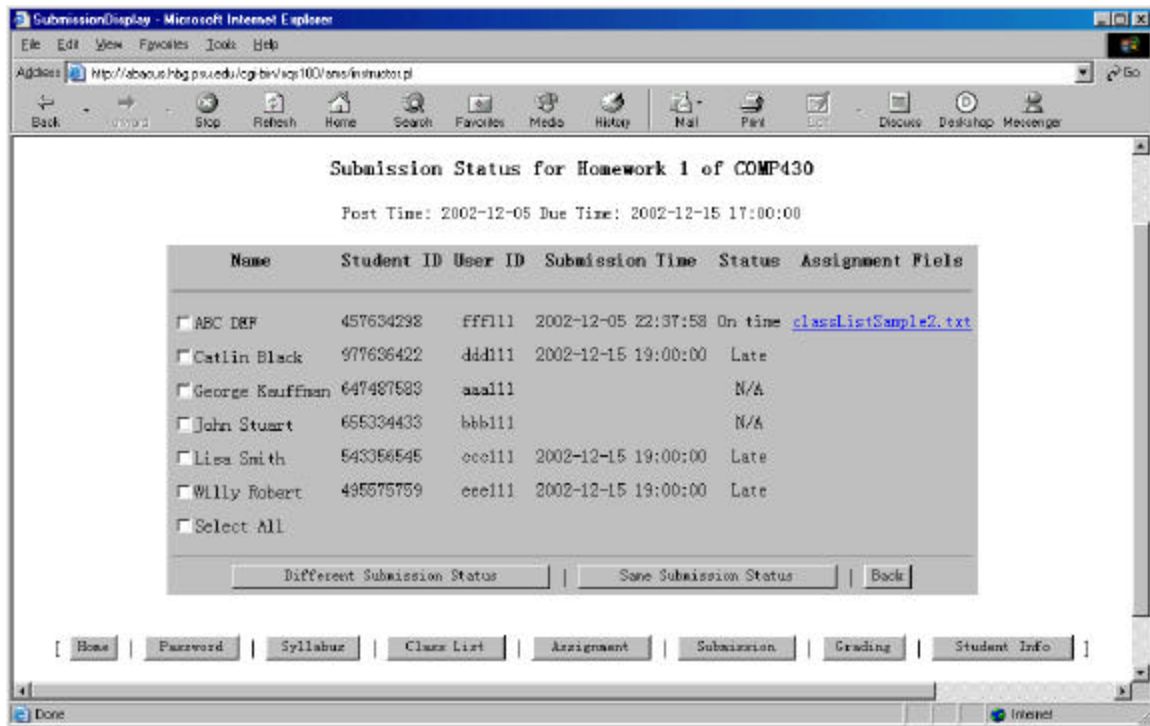 SubmissionDisplay - Microsoft Internet Explorer
File Edit View Favorites Tools Help
Address http://abacus.hbg.psu.edu/cgi-bin/sqs100/ams/instructor.pl Go
Back Forward Stop Refresh Home Search Favorites Media History Mail Print Edit Discuss Deskshop Messenger
Submission Status for Homework 1 of COMP430
Post Time: 2002-12-05 Due Time: 2002-12-15 17:00:00
Name Student ID User ID Submission Time Status Assignment Fiels
ABC DEF 457634298 fff111 2002-12-05 22:37:58 On time classListSample2.txt
Catlin Black 977636422 ddd111 2002-12-15 19:00:00 Late
George Kauffman 647487583 aaa111 N/A
John Stuart 655334433 bbb111 N/A
Lisa Smith 543356545 ccc111 2002-12-15 19:00:00 Late
Willy Robert 495575759 eee111 2002-12-15 19:00:00 Late
Select All
Different Submission Status | Same Submission Status | Back
[ Home | Password | Syllabus | Class List | Assignment | Submission | Grading | Student Info ]
Done Internet